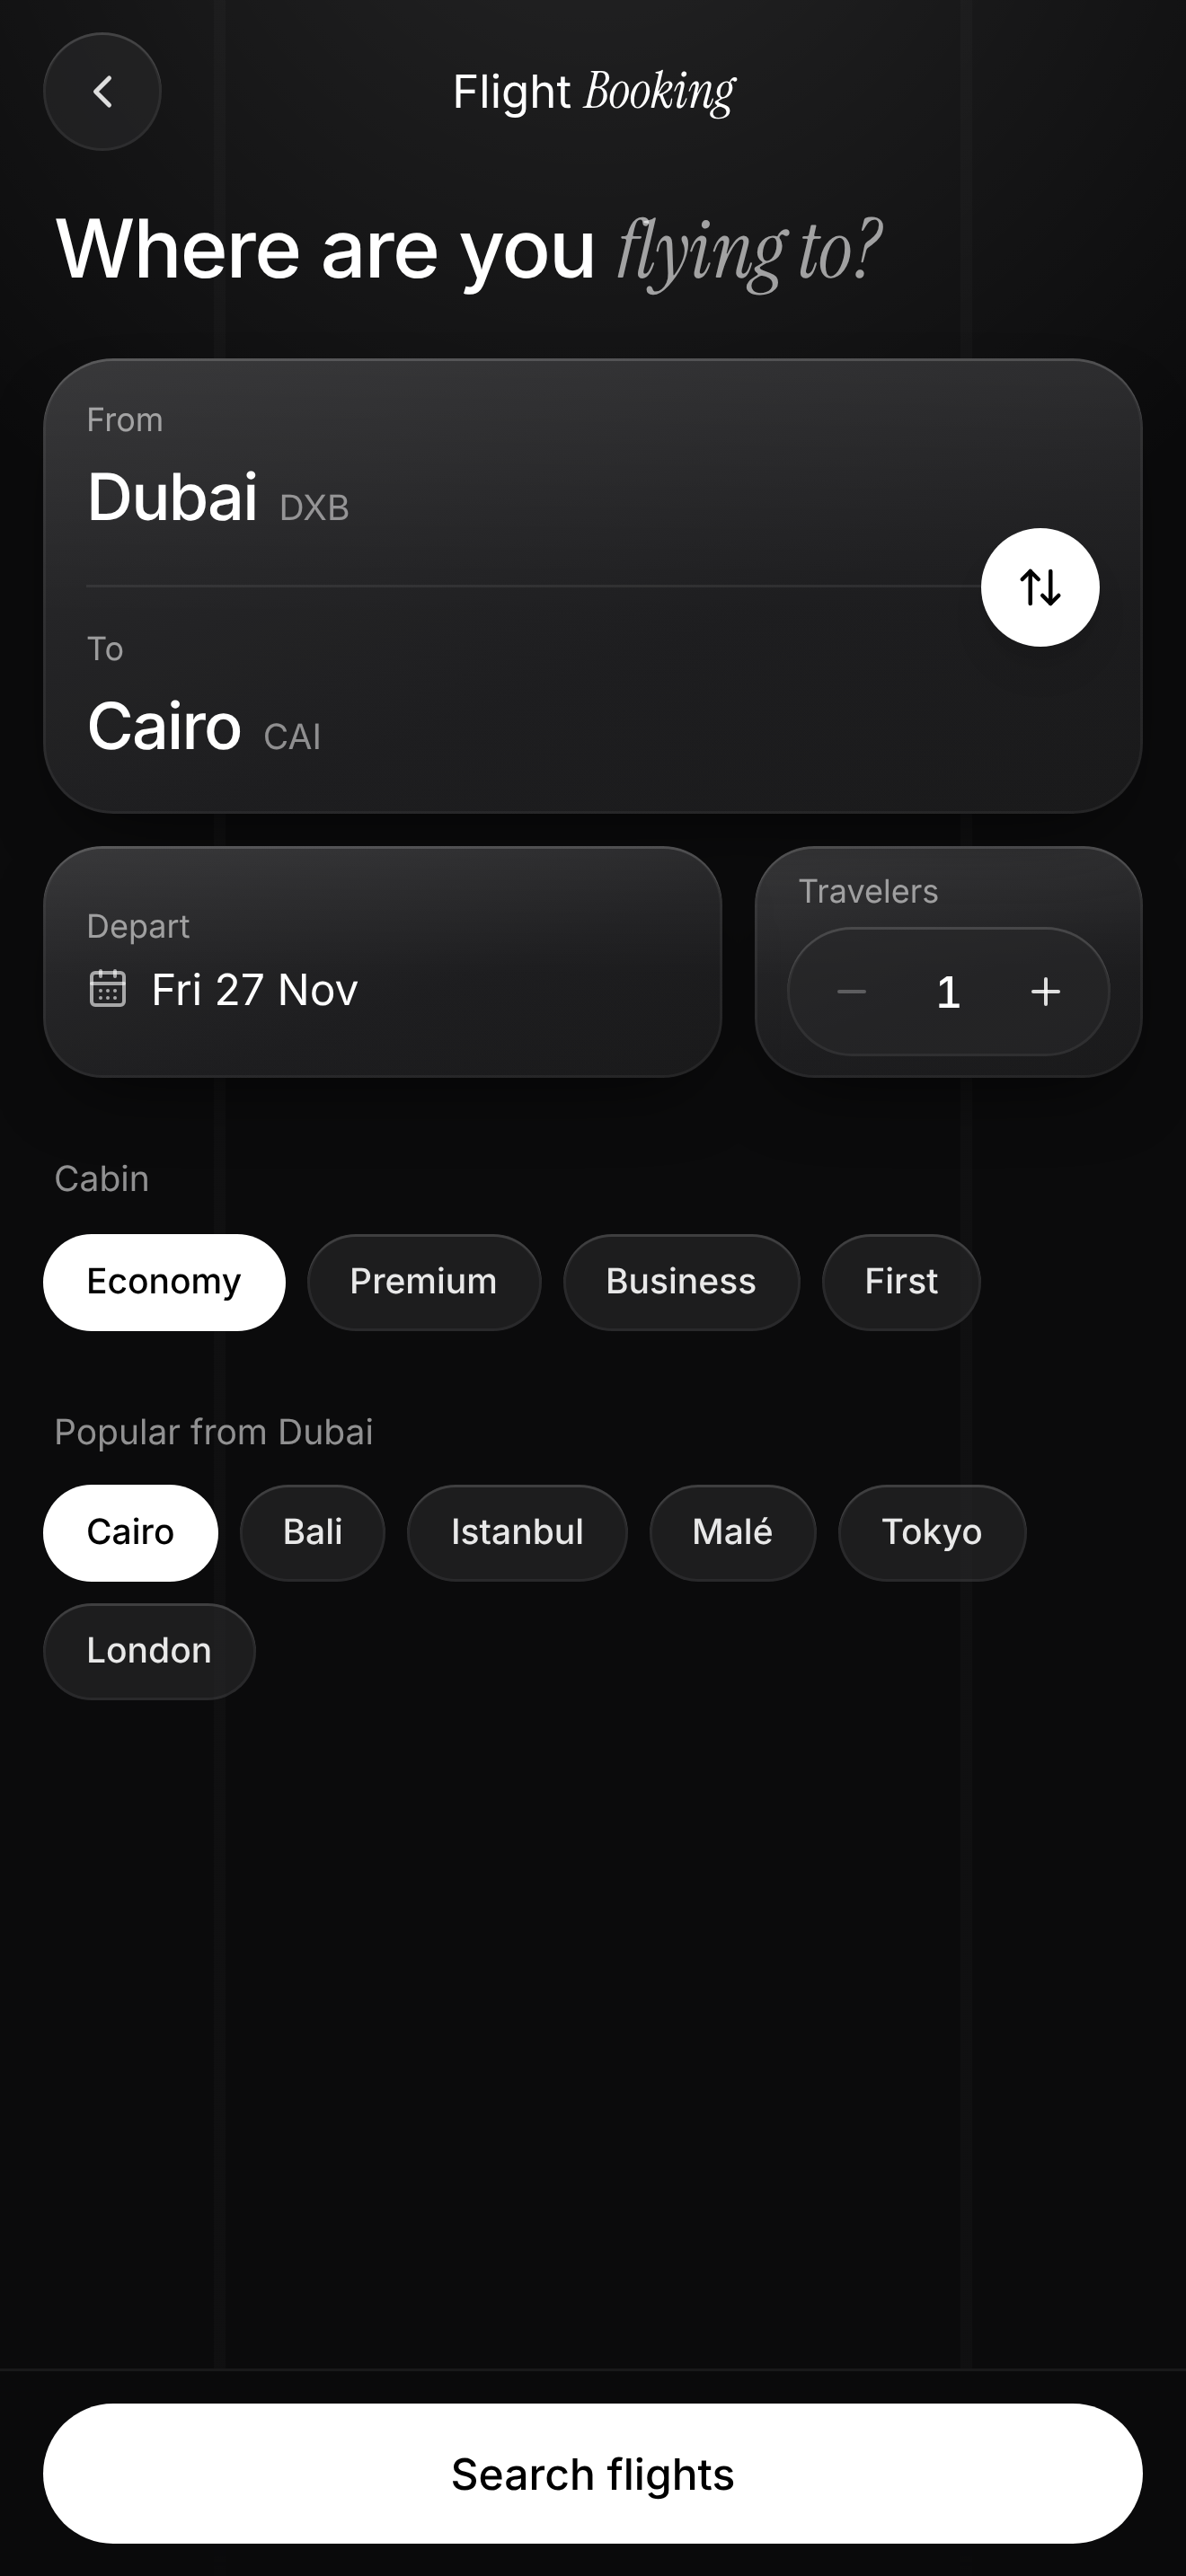 Flight Booking
Where are you flying to?
From
Dubai DXB
To
Cairo CAI
Depart
Fri 27 Nov
Travelers
1
Cabin
Economy Premium Business First
Popular from Dubai
Cairo Bali Istanbul Malé Tokyo
London
Search flights